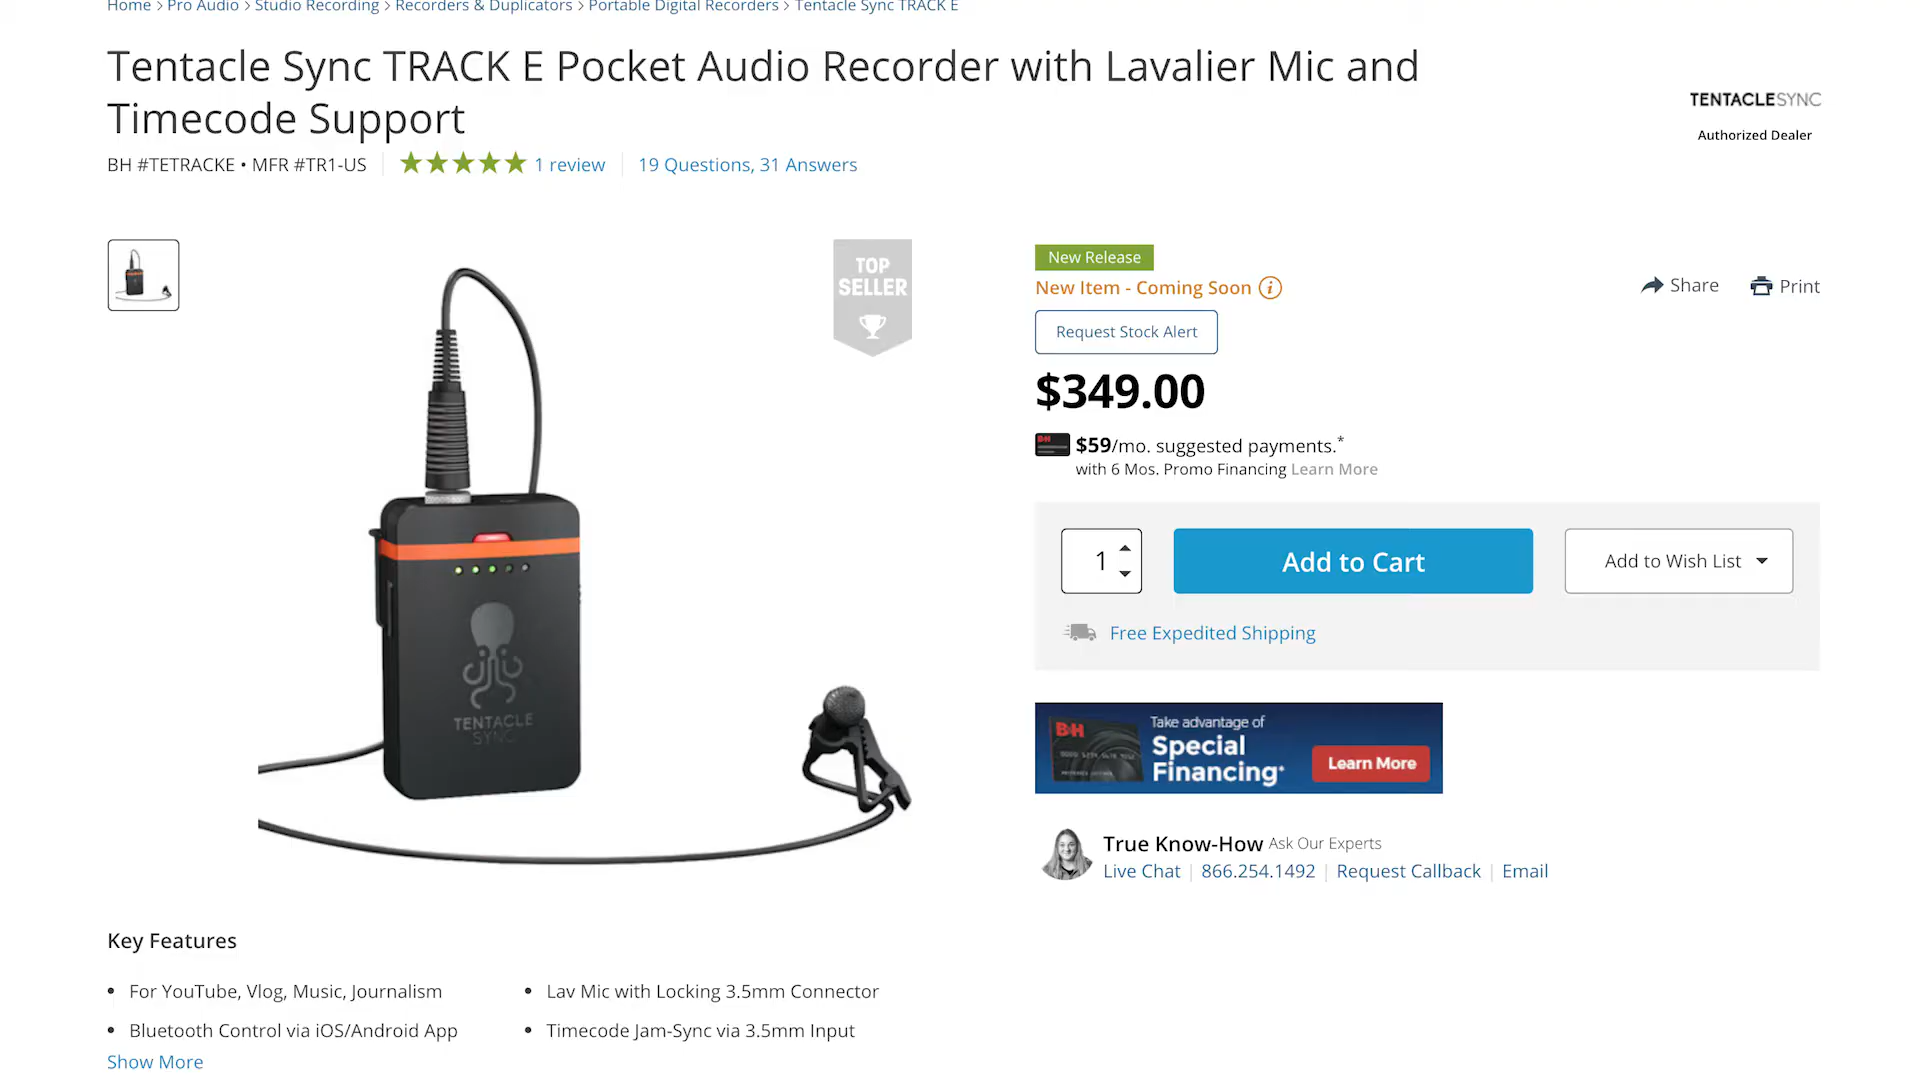 Home > Pro Audio > Studio Recording > Recorders & Duplicators > Portable Digital Recorders > Tentacle Sync TRACK E
Tentacle Sync TRACK E Pocket Audio Recorder with Lavalier Mic and
Timecode Support
TENTACLESYNC
Authorized Dealer
BH #TETRACKE • MFR #TR1-US
1 review
19 Questions, 31 Answers
TOP
SELLER
TENTACLE
SYNC
New Release
New Item - Coming Soon
Share
Print
Request Stock Alert
$349.00
$59/mo. suggested payments.*
with 6 Mos. Promo Financing Learn More
1
Add to Cart
Add to Wish List
Free Expedited Shipping
B&H
Take advantage of
Special
Financing*
Learn More
True Know-How Ask Our Experts
Live Chat | 866.254.1492 | Request Callback | Email
Key Features
• For YouTube, Vlog, Music, Journalism
• Bluetooth Control via iOS/Android App
• Lav Mic with Locking 3.5mm Connector
• Timecode Jam-Sync via 3.5mm Input
Show More